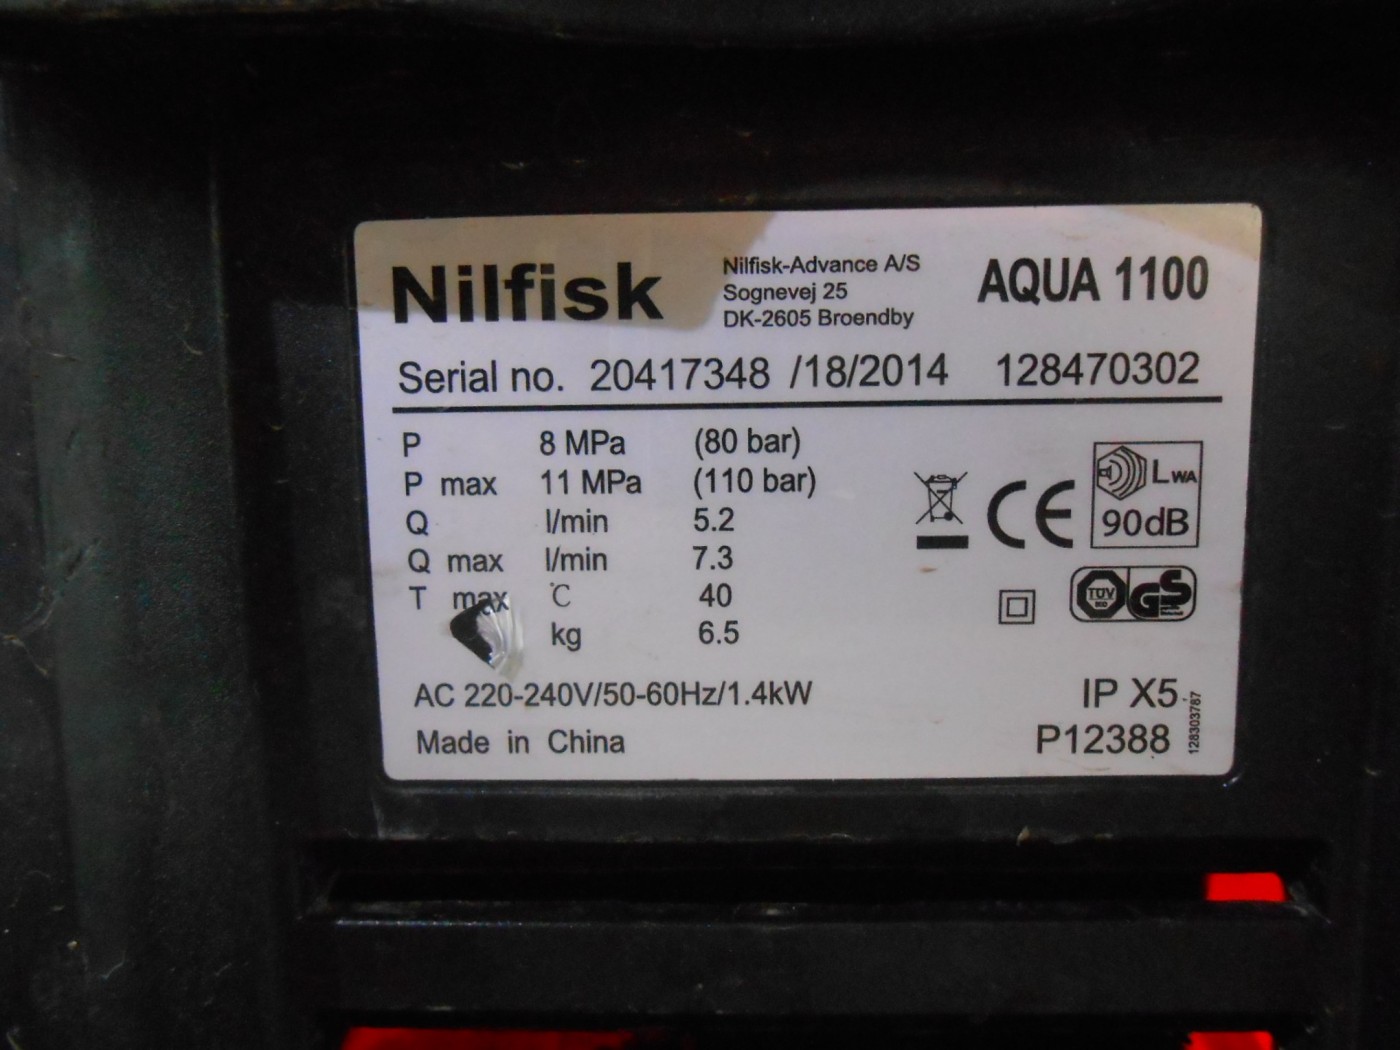 Nilfisk
Nilfisk-Advance A/S
Sognevej 25
DK-2605 Broendby
AQUA 1100
Serial no. 20417348 /18/2014 128470302
P 8 MPa (80 bar)
P max 11 MPa (110 bar)
Q l/min 5.2
Q max l/min 7.3
T max °C 40
kg 6.5
CE
LWA
90dB
TÜV
GS
AC 220-240V/50-60Hz/1.4kW
IP X5
Made in China
P12388
128303787